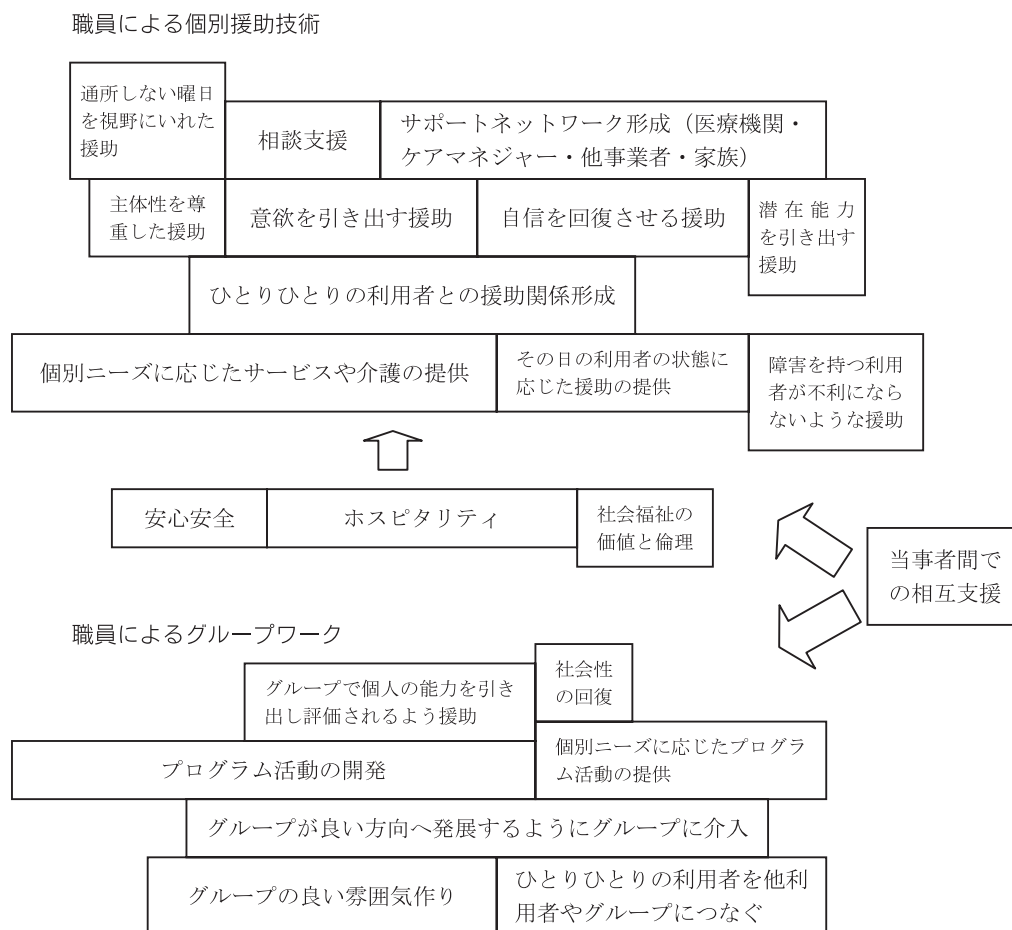 職員による個別援助技術
通所しない曜日
を視野にいれた
援助
相談支援
サポートネットワーク形成（医療機関・
ケアマネジャー・他事業者・家族）
主体性を尊
重した援助
意欲を引き出す援助
自信を回復させる援助
潜在能力
を引き出す
援助
ひとりひとりの利用者との援助関係形成
個別ニーズに応じたサービスや介護の提供
その日の利用者の状態に
応じた援助の提供
障害を持つ利用
者が不利になら
ないような援助
安心安全
ホスピタリティ
社会福祉の
価値と倫理
当事者間で
の相互支援
職員によるグループワーク
グループで個人の能力を引き
出し評価されるよう援助
社会性
の回復
プログラム活動の開発
個別ニーズに応じたプログラ
ム活動の提供
グループが良い方向へ発展するようにグループに介入
グループの良い雰囲気作り
ひとりひとりの利用者を他利
用者やグループにつなぐ